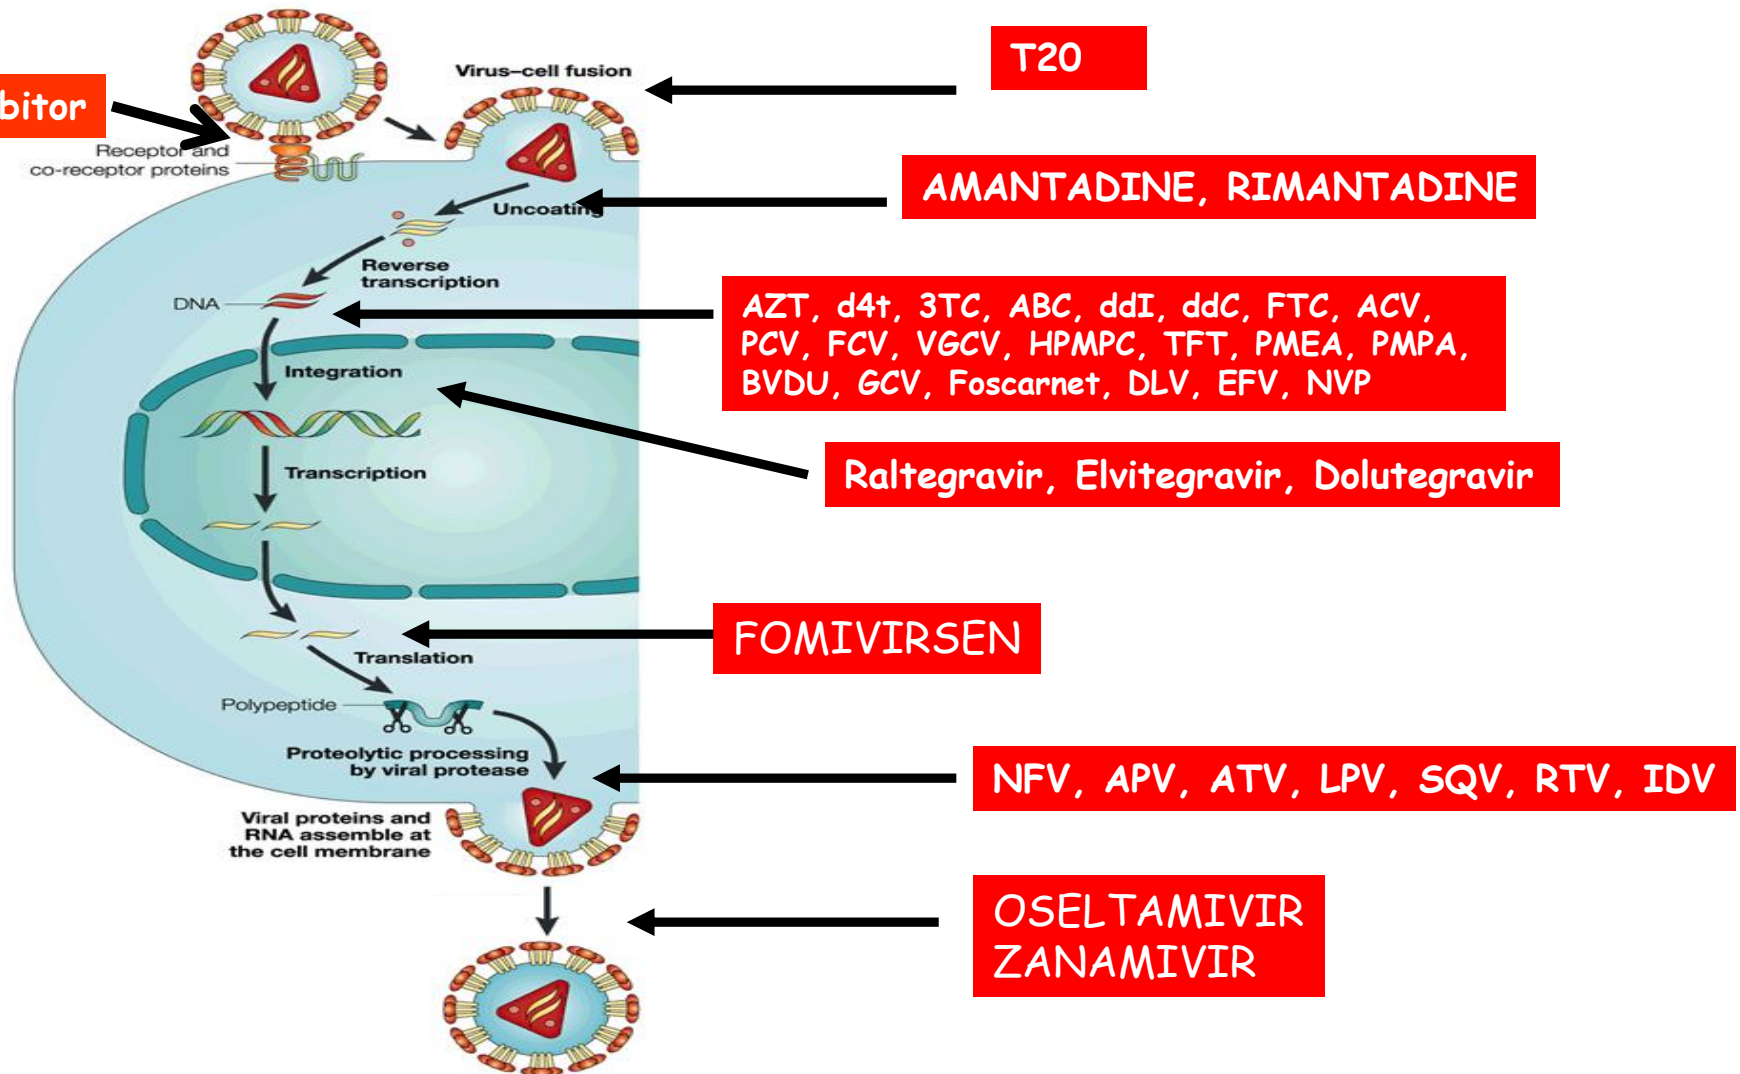 T20
Virus–cell fusion
bitor
Receptor and
co-receptor proteins
AMANTADINE, RIMANTADINE
Uncoating
Reverse
transcription
DNA
AZT, d4t, 3TC, ABC, ddI, ddC, FTC, ACV,
PCV, FCV, VGCV, HPMPC, TFT, PMEA, PMPA,
BVDU, GCV, Foscarnet, DLV, EFV, NVP
Integration
Raltegravir, Elvitegravir, Dolutegravir
Transcription
FOMIVIRSEN
Translation
Polypeptide
Proteolytic processing
by viral protease
NFV, APV, ATV, LPV, SQV, RTV, IDV
Viral proteins and
RNA assemble at
the cell membrane
OSELTAMIVIR
ZANAMIVIR